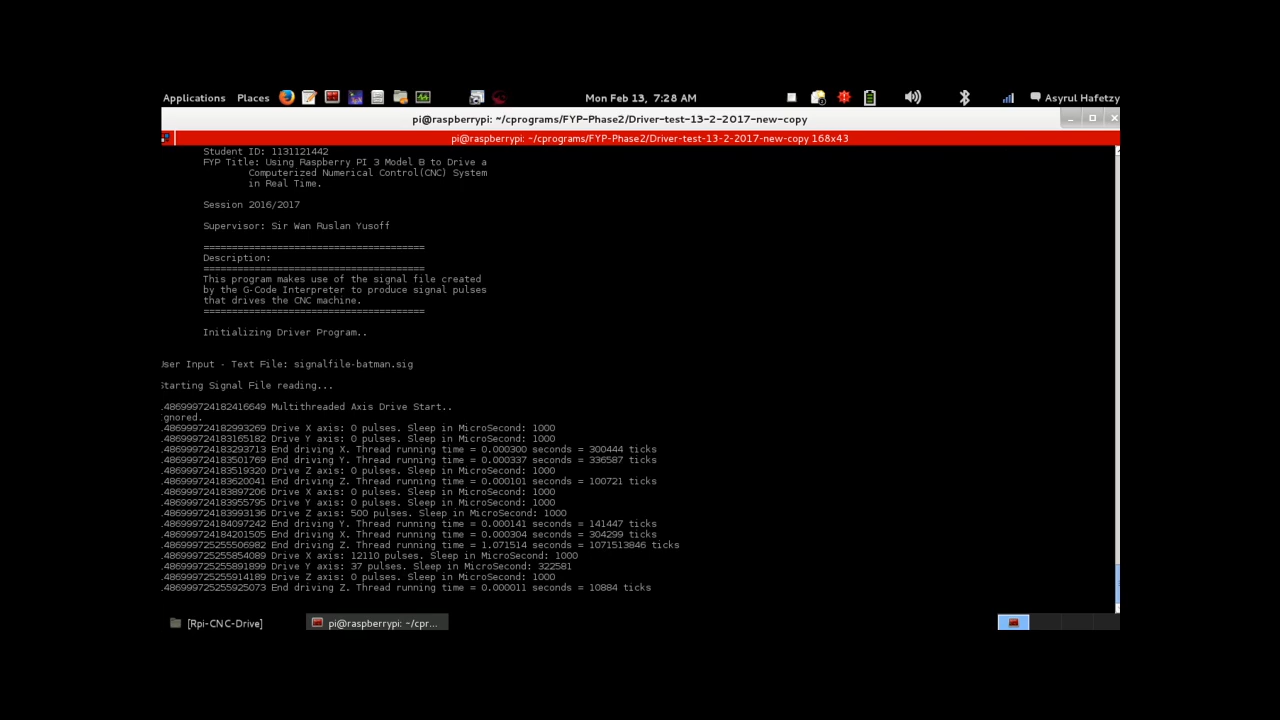 Applications Places Mon Feb 13, 7:28 AM Asyrul Hafetzy
pi@raspberrypi: ~/cprograms/FYP-Phase2/Driver-test-13-2-2017-new-copy
pi@raspberrypi: ~/cprograms/FYP-Phase2/Driver-test-13-2-2017-new-copy 168x43
Student ID: 1131121442
FYP Title: Using Raspberry PI 3 Model B to Drive a
Computerized Numerical Control(CNC) System
in Real Time.
Session 2016/2017
Supervisor: Sir Wan Ruslan Yusoff
=======================================
Description:
=======================================
This program makes use of the signal file created
by the G-Code Interpreter to produce signal pulses
that drives the CNC machine.
=======================================
Initializing Driver Program..
User Input - Text File: signalfile-batman.sig
Starting Signal File reading...
.486999724182416649 Multithreaded Axis Drive Start..
ignored.
.486999724182993269 Drive X axis: 0 pulses. Sleep in MicroSecond: 1000
.486999724183165182 Drive Y axis: 0 pulses. Sleep in MicroSecond: 1000
.486999724183293713 End driving X. Thread running time = 0.000300 seconds = 300444 ticks
.486999724183501769 End driving Y. Thread running time = 0.000337 seconds = 336587 ticks
.486999724183519320 Drive Z axis: 0 pulses. Sleep in MicroSecond: 1000
.486999724183620041 End driving Z. Thread running time = 0.000101 seconds = 100721 ticks
.486999724183897206 Drive X axis: 0 pulses. Sleep in MicroSecond: 1000
.486999724183955795 Drive Y axis: 0 pulses. Sleep in MicroSecond: 1000
.486999724183993136 Drive Z axis: 500 pulses. Sleep in MicroSecond: 1000
.486999724184097242 End driving Y. Thread running time = 0.000141 seconds = 141447 ticks
.486999724184201505 End driving X. Thread running time = 0.000304 seconds = 304299 ticks
.486999725255506982 End driving Z. Thread running time = 1.071514 seconds = 1071513846 ticks
.486999725255854089 Drive X axis: 12110 pulses. Sleep in MicroSecond: 1000
.486999725255891899 Drive Y axis: 37 pulses. Sleep in MicroSecond: 322581
.486999725255914189 Drive Z axis: 0 pulses. Sleep in MicroSecond: 1000
.486999725255925073 End driving Z. Thread running time = 0.000011 seconds = 10884 ticks
[Rpi-CNC-Drive] pi@raspberrypi: ~/cpr...